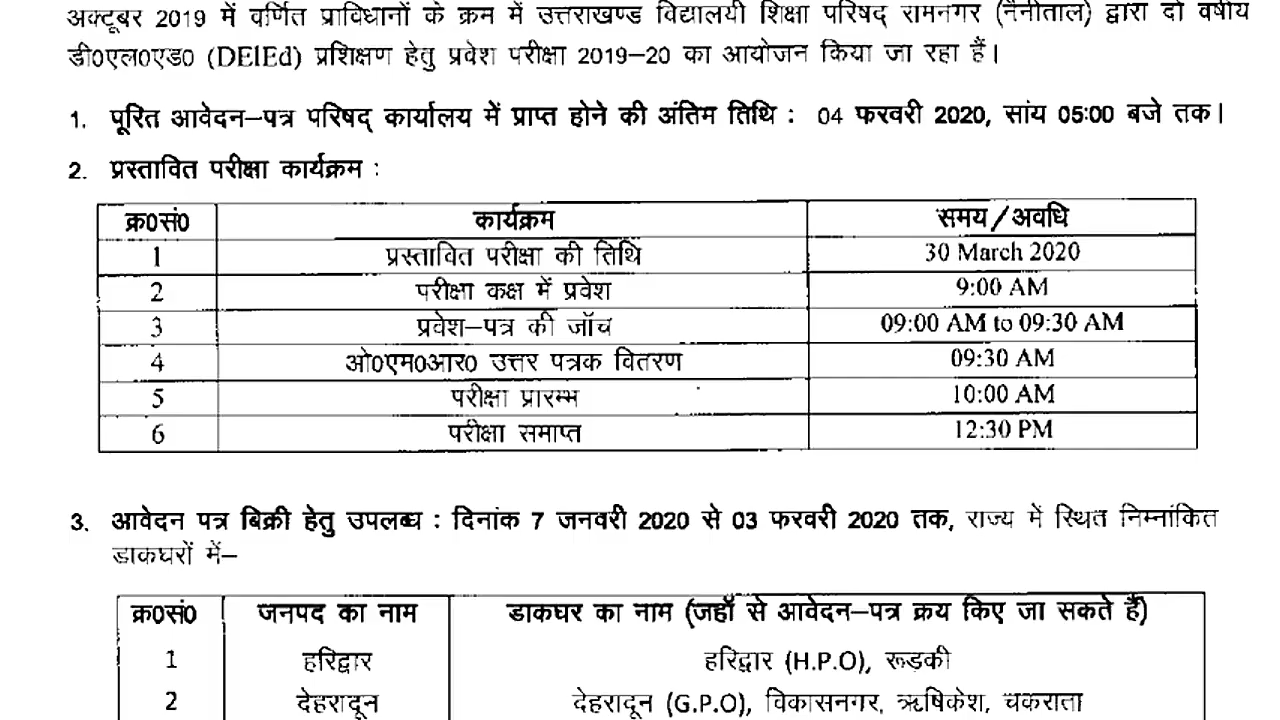 अक्टूबर 2019 में वर्णित प्राविधानों के क्रम में उत्तराखण्ड विद्यालयी शिक्षा परिषद् रामनगर (नैनीताल) द्वारा दो वर्षीय
डी०एल०एड० (DElEd) प्रशिक्षण हेतु प्रवेश परीक्षा 2019–20 का आयोजन किया जा रहा हैं।
1. पूरित आवेदन–पत्र परिषद् कार्यालय में प्राप्त होने की अंतिम तिथि : 04 फरवरी 2020, सांय 05:00 बजे तक।
2. प्रस्तावित परीक्षा कार्यक्रम :
क्र0सं0 कार्यक्रम समय/अवधि
1 प्रस्तावित परीक्षा की तिथि 30 March 2020
2 परीक्षा कक्ष में प्रवेश 9:00 AM
3 प्रवेश–पत्र की जॉच 09:00 AM to 09:30 AM
4 ओ0एम0आर0 उत्तर पत्रक वितरण 09:30 AM
5 परीक्षा प्रारम्भ 10:00 AM
6 परीक्षा समाप्त 12:30 PM
3. आवेदन पत्र बिक्री हेतु उपलब्ध : दिनांक 7 जनवरी 2020 से 03 फरवरी 2020 तक, राज्य में स्थित निम्नांकित
डाकघरों में–
क्र0सं0 जनपद का नाम डाकघर का नाम (जहॉं से आवेदन–पत्र क्रय किए जा सकते हैं)
1 हरिद्वार हरिद्वार (H.P.O), रूडकी
2 देहरादून देहरादून (G.P.O), विकासनगर, ऋषिकेश, चकराता